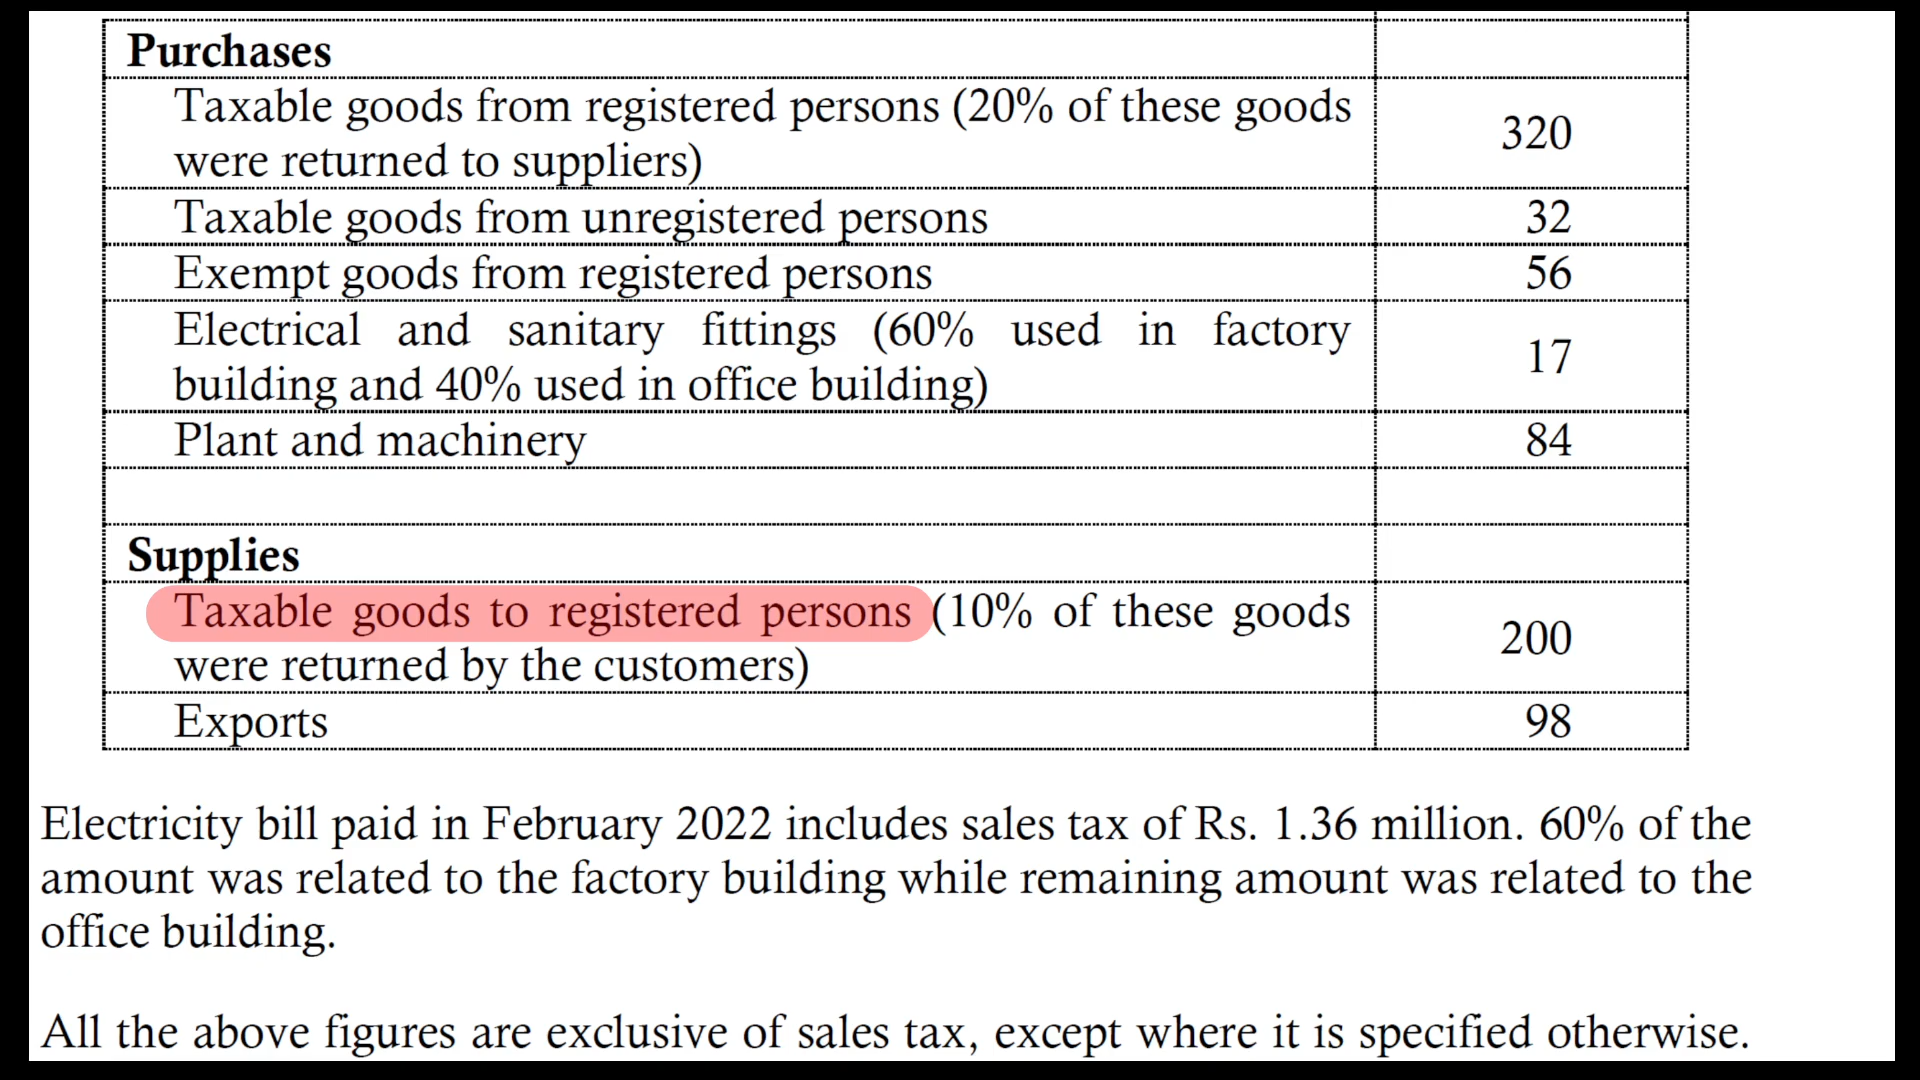 Purchases
Taxable goods from registered persons (20% of these goods
were returned to suppliers)
320
Taxable goods from unregistered persons
32
Exempt goods from registered persons
56
Electrical and sanitary fittings (60% used in factory
building and 40% used in office building)
17
Plant and machinery
84
Supplies
Taxable goods to registered persons (10% of these goods
were returned by the customers)
200
Exports
98
Electricity bill paid in February 2022 includes sales tax of Rs. 1.36 million. 60% of the
amount was related to the factory building while remaining amount was related to the
office building.
All the above figures are exclusive of sales tax, except where it is specified otherwise.